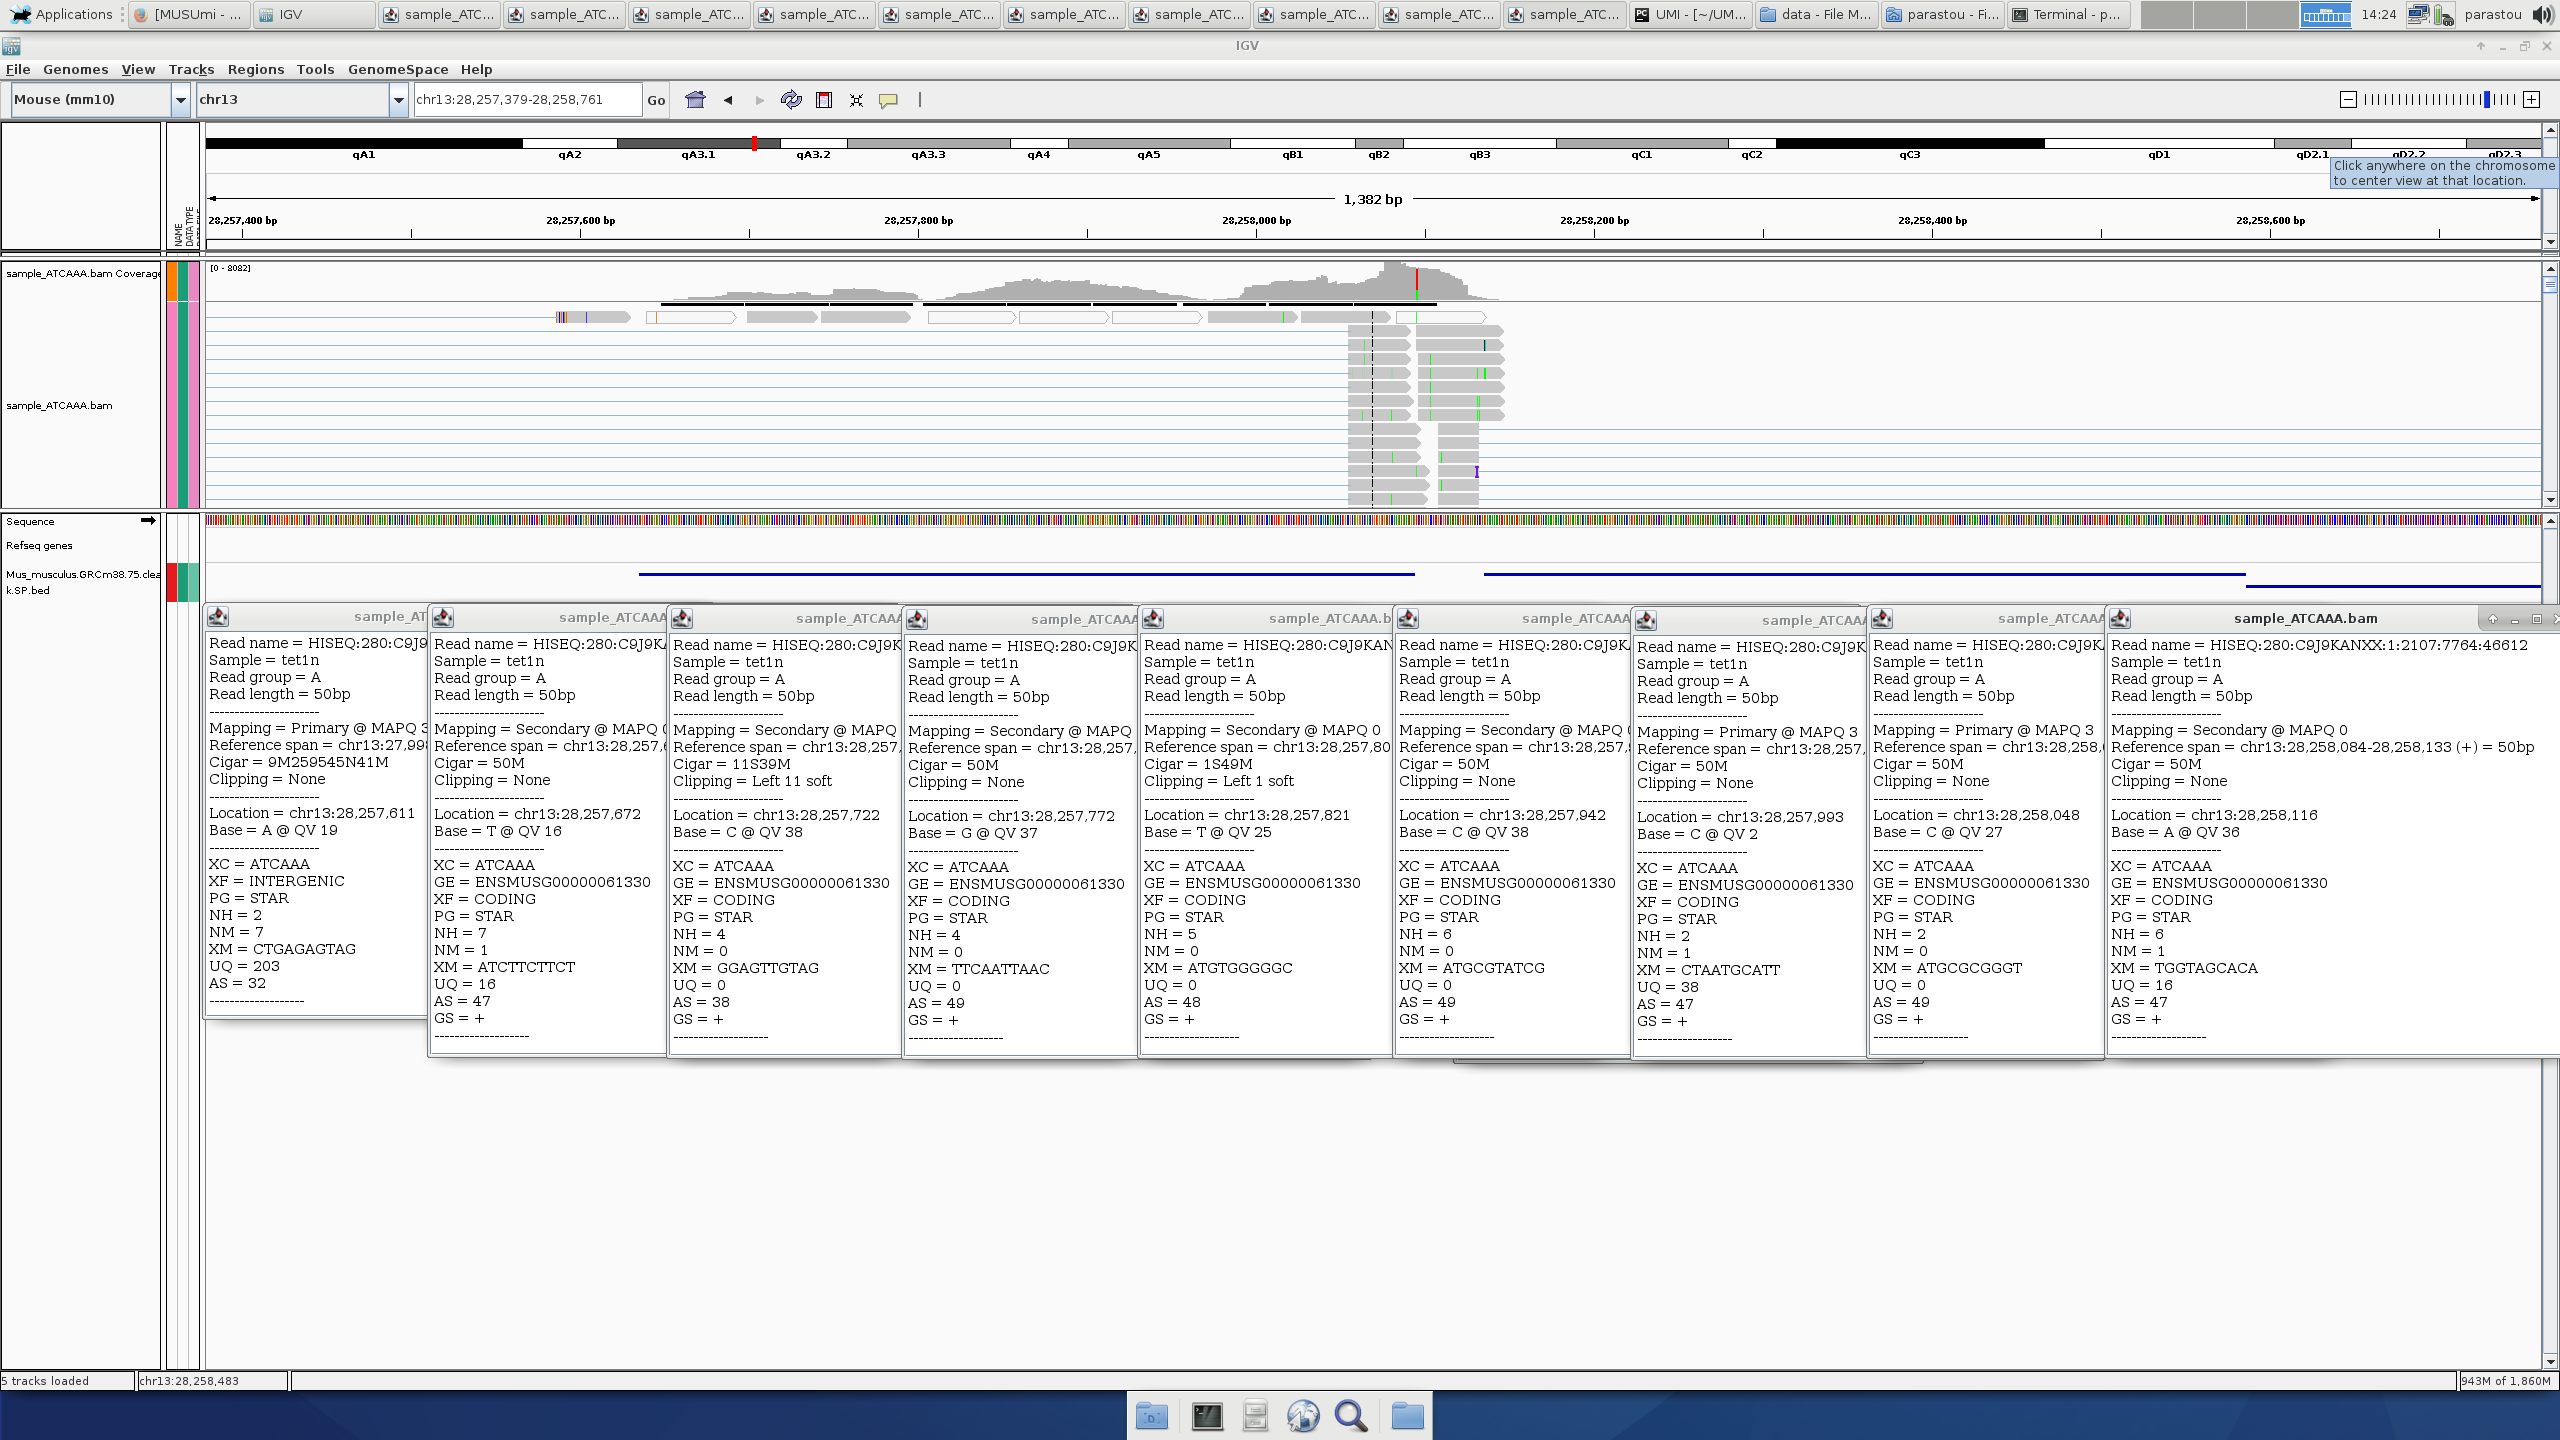 Applications
[MUSUmi - ...
IGV
sample_ATC...
sample_ATC...
sample_ATC...
sample_ATC...
sample_ATC...
sample_ATC...
sample_ATC...
sample_ATC...
sample_ATC...
sample_ATC...
UMI - [~/UM...
data - File M...
parastou - Fi...
Terminal - p...
14:24
parastou
IGV
File Genomes View Tracks Regions Tools GenomeSpace Help
Mouse (mm10)
chr13
chr13:28,257,379-28,258,761
Go
qA1 qA2 qA3.1 qA3.2 qA3.3 qA4 qA5 qB1 qB2 qB3 qC1 qC2 qC3 qD1 qD2.1 qD2.2 qD2.3
Click anywhere on the chromosome
to center view at that location.
1,382 bp
28,257,400 bp 28,257,600 bp 28,257,800 bp 28,258,000 bp 28,258,200 bp 28,258,400 bp 28,258,600 bp
NAME
DATA TYPE
sample_ATCAAA.bam Coverage
[0 - 8082]
sample_ATCAAA.bam
Sequence
Refseq genes
Mus_musculus.GRCm38.75.clea
k.SP.bed
sample_AT
Read name = HISEQ:280:C9J9
Sample = tet1n
Read group = A
Read length = 50bp
----------------------
Mapping = Primary @ MAPQ 3
Reference span = chr13:27,998
Cigar = 9M259545N41M
Clipping = None
----------------------
Location = chr13:28,257,611
Base = A @ QV 19
----------------------
XC = ATCAAA
XF = INTERGENIC
PG = STAR
NH = 2
NM = 7
XM = CTGAGAGTAG
UQ = 203
AS = 32
-------------------
sample_ATCAAA
Read name = HISEQ:280:C9J9KA
Sample = tet1n
Read group = A
Read length = 50bp
----------------------
Mapping = Secondary @ MAPQ 0
Reference span = chr13:28,257,6
Cigar = 50M
Clipping = None
----------------------
Location = chr13:28,257,672
Base = T @ QV 16
----------------------
XC = ATCAAA
GE = ENSMUSG00000061330
XF = CODING
PG = STAR
NH = 7
NM = 1
XM = ATCTTCTTCT
UQ = 16
AS = 47
GS = +
-------------------
sample_ATCAAA
Read name = HISEQ:280:C9J9K
Sample = tet1n
Read group = A
Read length = 50bp
----------------------
Mapping = Secondary @ MAPQ
Reference span = chr13:28,257,
Cigar = 11S39M
Clipping = Left 11 soft
----------------------
Location = chr13:28,257,722
Base = C @ QV 38
----------------------
XC = ATCAAA
GE = ENSMUSG00000061330
XF = CODING
PG = STAR
NH = 4
NM = 0
XM = GGAGTTGTAG
UQ = 0
AS = 38
GS = +
-------------------
sample_ATCAAA
Read name = HISEQ:280:C9J9K
Sample = tet1n
Read group = A
Read length = 50bp
----------------------
Mapping = Secondary @ MAPQ
Reference span = chr13:28,257,
Cigar = 50M
Clipping = None
----------------------
Location = chr13:28,257,772
Base = G @ QV 37
----------------------
XC = ATCAAA
GE = ENSMUSG00000061330
XF = CODING
PG = STAR
NH = 4
NM = 0
XM = TTCAATTAAC
UQ = 0
AS = 49
GS = +
-------------------
sample_ATCAAA.b
Read name = HISEQ:280:C9J9KAN
Sample = tet1n
Read group = A
Read length = 50bp
----------------------
Mapping = Secondary @ MAPQ 0
Reference span = chr13:28,257,80
Cigar = 1S49M
Clipping = Left 1 soft
----------------------
Location = chr13:28,257,821
Base = T @ QV 25
----------------------
XC = ATCAAA
GE = ENSMUSG00000061330
XF = CODING
PG = STAR
NH = 5
NM = 0
XM = ATGTGGGGGC
UQ = 0
AS = 48
GS = +
-------------------
sample_ATCAAA
Read name = HISEQ:280:C9J9K
Sample = tet1n
Read group = A
Read length = 50bp
----------------------
Mapping = Secondary @ MAPQ 0
Reference span = chr13:28,257,
Cigar = 50M
Clipping = None
----------------------
Location = chr13:28,257,942
Base = C @ QV 38
----------------------
XC = ATCAAA
GE = ENSMUSG00000061330
XF = CODING
PG = STAR
NH = 6
NM = 0
XM = ATGCGTATCG
UQ = 0
AS = 49
GS = +
-------------------
sample_ATCAAA
Read name = HISEQ:280:C9J9K
Sample = tet1n
Read group = A
Read length = 50bp
----------------------
Mapping = Primary @ MAPQ 3
Reference span = chr13:28,257,
Cigar = 50M
Clipping = None
----------------------
Location = chr13:28,257,993
Base = C @ QV 2
----------------------
XC = ATCAAA
GE = ENSMUSG00000061330
XF = CODING
PG = STAR
NH = 2
NM = 1
XM = CTAATGCATT
UQ = 38
AS = 47
GS = +
-------------------
sample_ATCAAA
Read name = HISEQ:280:C9J9K
Sample = tet1n
Read group = A
Read length = 50bp
----------------------
Mapping = Primary @ MAPQ 3
Reference span = chr13:28,258,0
Cigar = 50M
Clipping = None
----------------------
Location = chr13:28,258,048
Base = C @ QV 27
----------------------
XC = ATCAAA
GE = ENSMUSG00000061330
XF = CODING
PG = STAR
NH = 2
NM = 0
XM = ATGCGCGGGT
UQ = 0
AS = 49
GS = +
-------------------
sample_ATCAAA.bam
Read name = HISEQ:280:C9J9KANXX:1:2107:7764:46612
Sample = tet1n
Read group = A
Read length = 50bp
----------------------
Mapping = Secondary @ MAPQ 0
Reference span = chr13:28,258,084-28,258,133 (+) = 50bp
Cigar = 50M
Clipping = None
----------------------
Location = chr13:28,258,116
Base = A @ QV 36
----------------------
XC = ATCAAA
GE = ENSMUSG00000061330
XF = CODING
PG = STAR
NH = 6
NM = 1
XM = TGGTAGCACA
UQ = 16
AS = 47
GS = +
-------------------
5 tracks loaded
chr13:28,258,483
943M of 1,860M